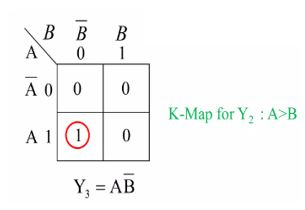 B B̅ B
A 0 1
A̅ 0 0 0
K-Map for Y₂ : A>B
A 1 1 0
Y₃ = AB̅